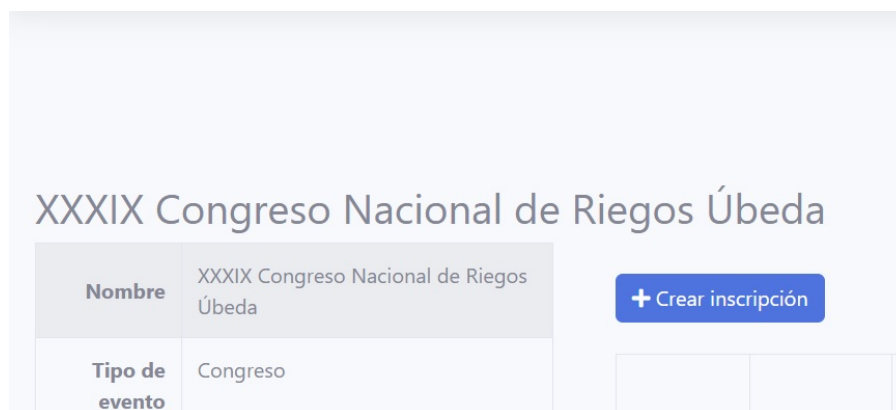 XXXIX Congreso Nacional de Riegos Úbeda
Nombre
XXXIX Congreso Nacional de Riegos
Úbeda
Crear inscripción
Tipo de
evento
Congreso